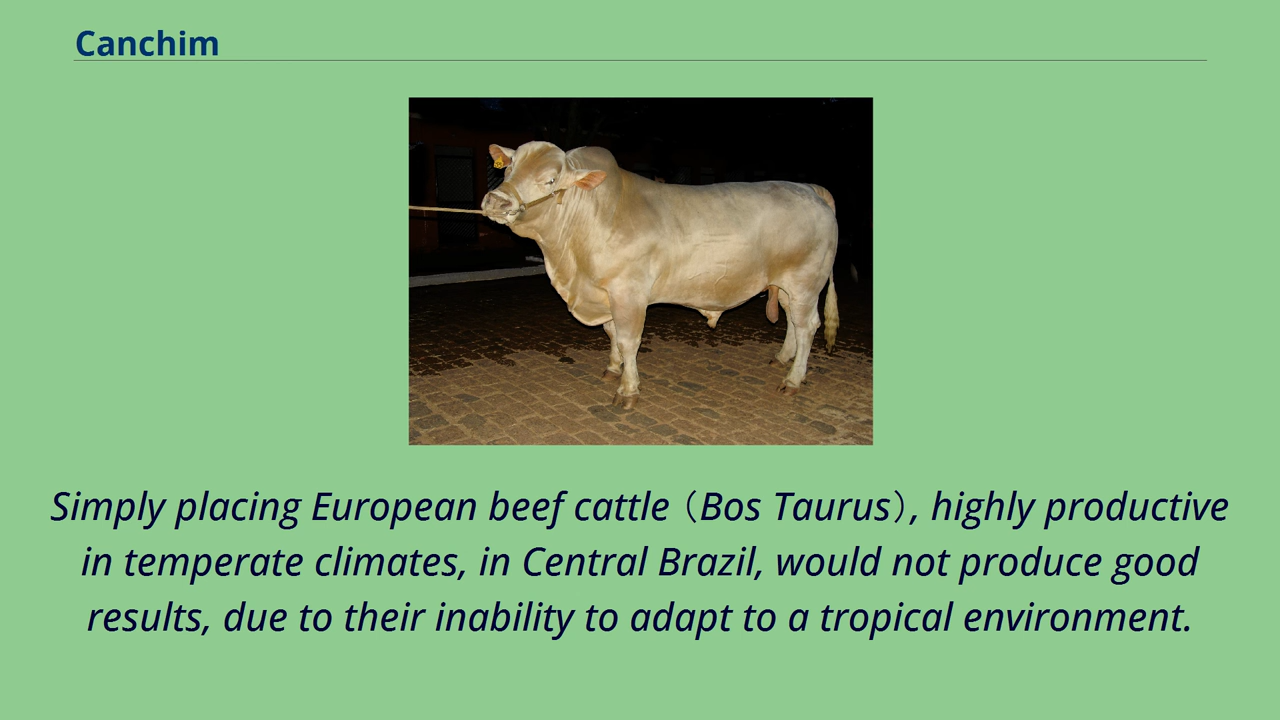 Canchim
Simply placing European beef cattle（Bos Taurus）, highly productive
in temperate climates, in Central Brazil, would not produce good
results, due to their inability to adapt to a tropical environment.